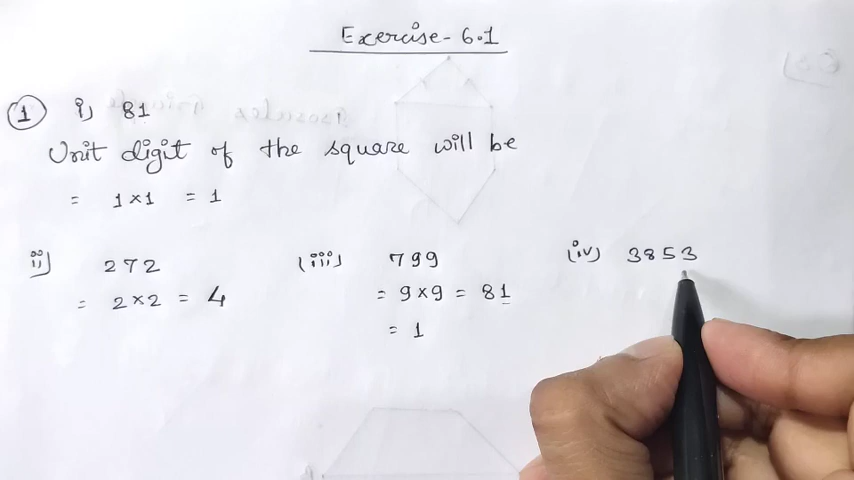 Exercise - 6.1
1 i) 81
Unit digit of the square will be
= 1×1 = 1
ii) 272 (iii) 799 (iv) 3853
= 2×2 = 4 = 9×9 = 81
= 1